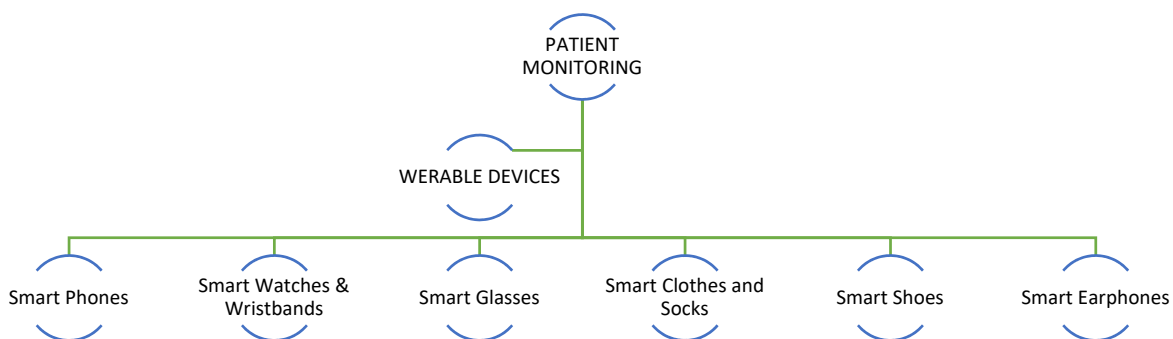 PATIENT
MONITORING
WERABLE DEVICES
Smart Phones
Smart Watches &
Wristbands
Smart Glasses
Smart Clothes and
Socks
Smart Shoes
Smart Earphones